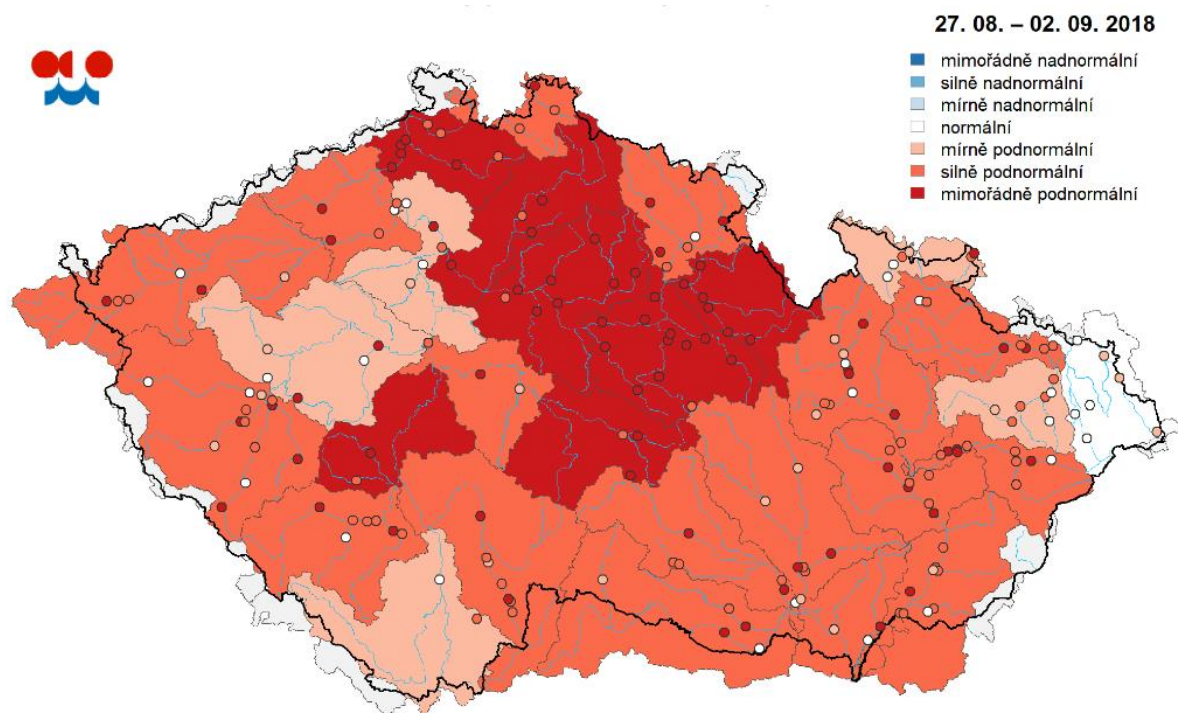 27. 08. – 02. 09. 2018
mimořádně nadnormální
silně nadnormální
mírně nadnormální
normální
mírně podnormální
silně podnormální
mimořádně podnormální